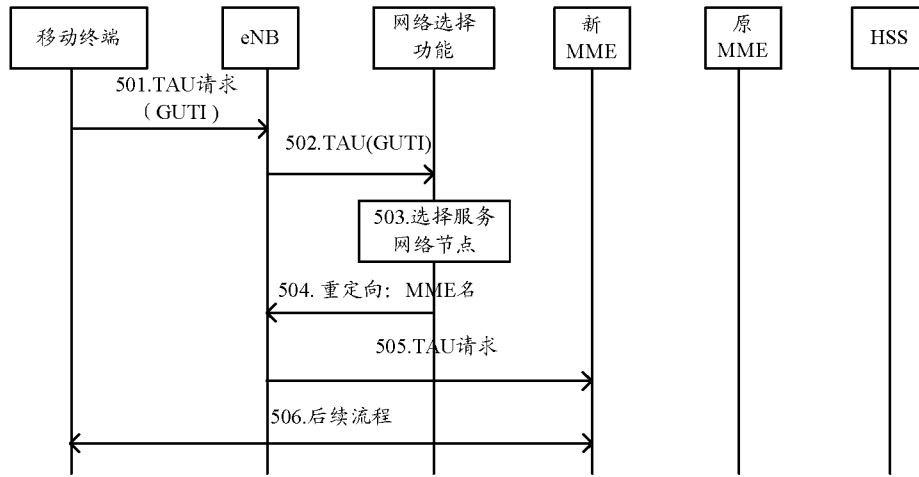 移动终端
eNB
网络选择
功能
新
MME
原
MME
HSS
501.TAU请求
（GUTI）
502.TAU(GUTI)
503.选择服务
网络节点
504. 重定向：MME名
505.TAU请求
506.后续流程